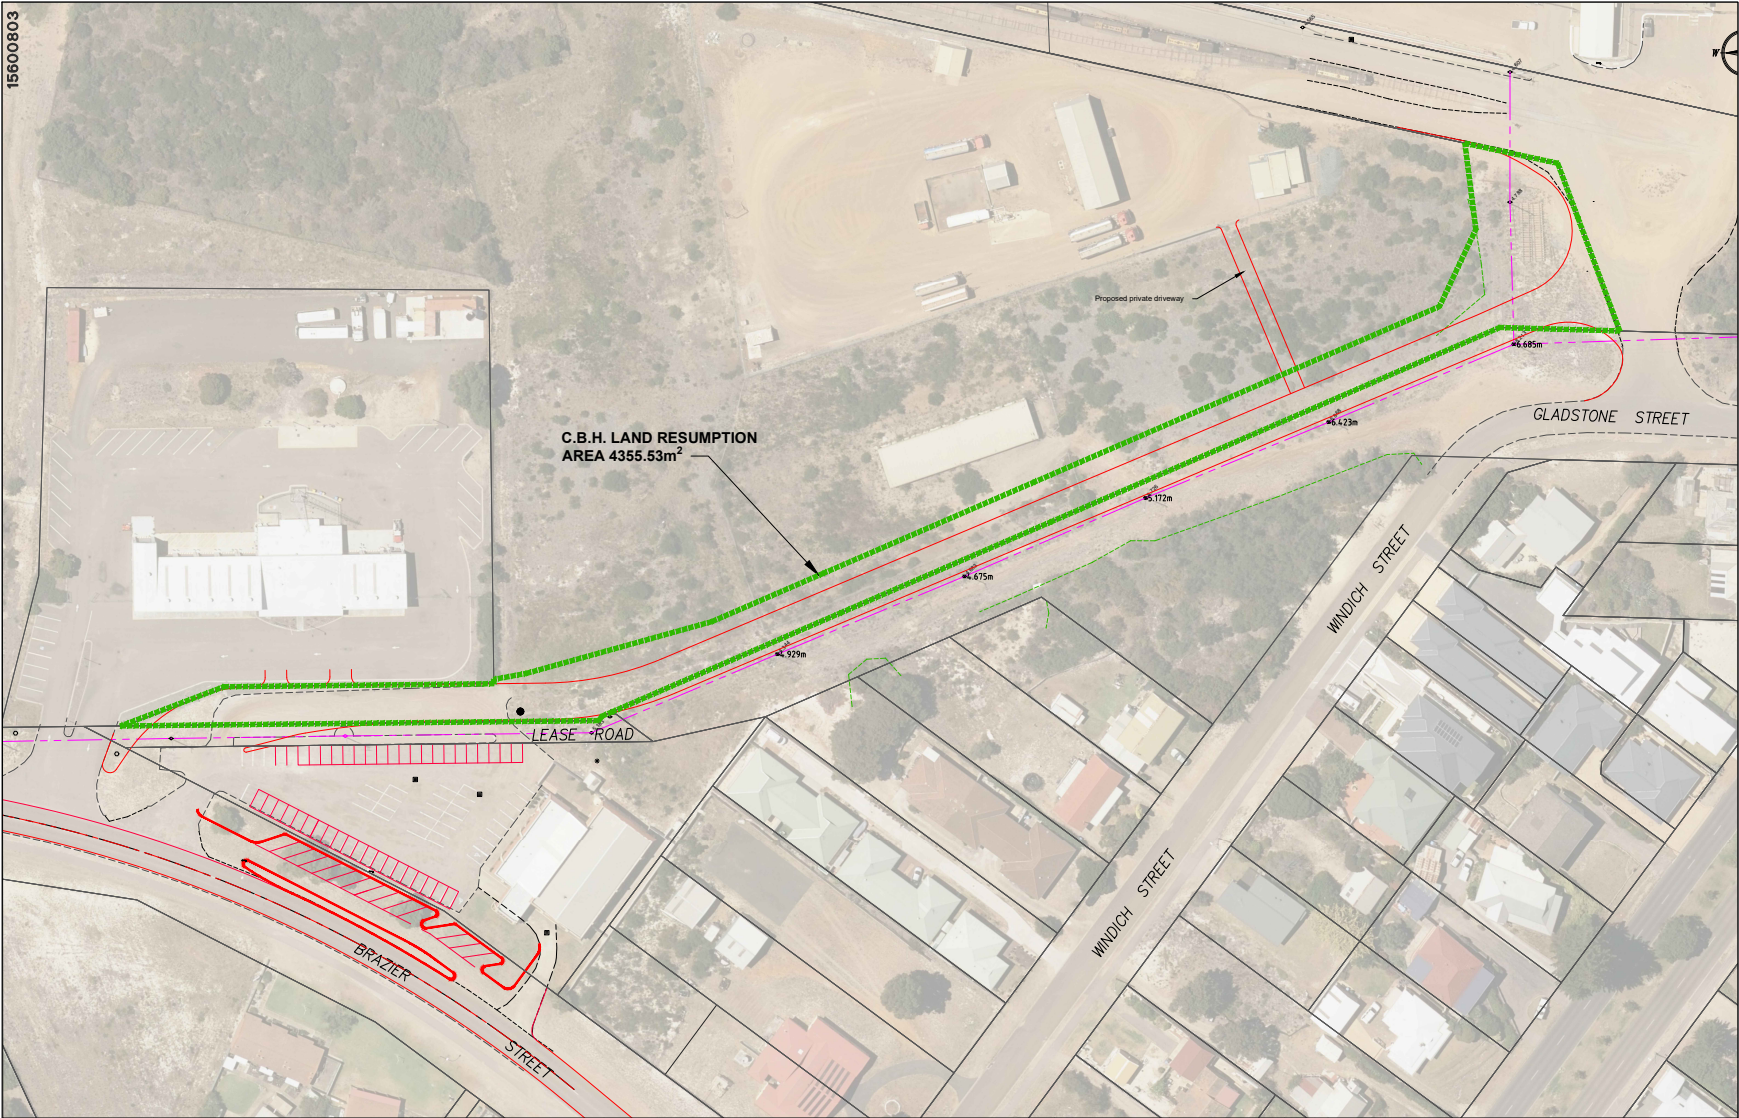 15600803
W
Proposed private driveway
6.685m
GLADSTONE STREET
6.423m
C.B.H. LAND RESUMPTION
AREA 4355.53m²
5.172m
WINDICH STREET
4.675m
4.929m
LEASE ROAD
WINDICH STREET
BRAZIER
STREET